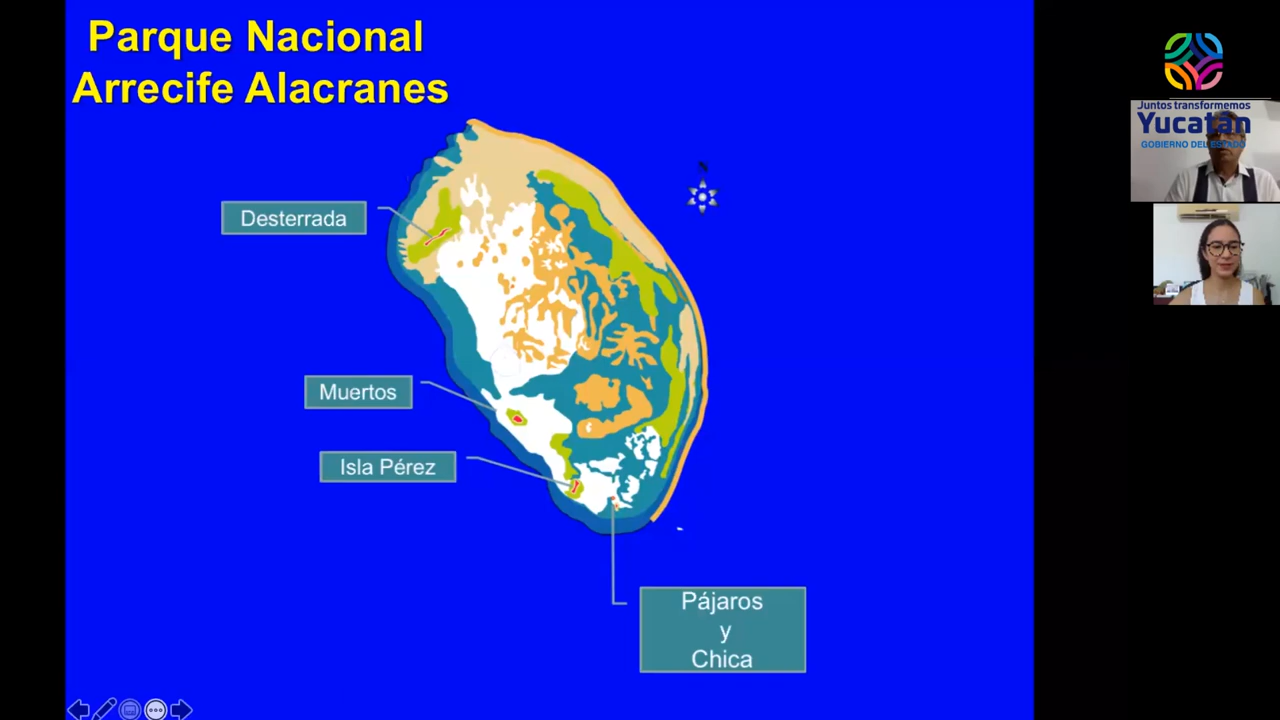 Parque Nacional
Arrecife Alacranes
Desterrada
Muertos
Isla Pérez
Pájaros
y
Chica
Juntos transformemos
Yucatán
GOBIERNO DEL ESTADO